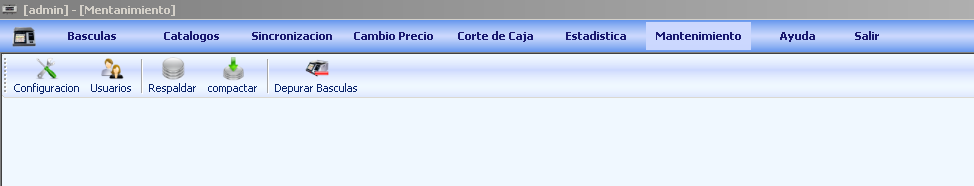 [admin] - [Mentanimiento]
Basculas Catalogos Sincronizacion Cambio Precio Corte de Caja Estadistica Mantenimiento Ayuda Salir
Configuracion Usuarios Respaldar compactar Depurar Basculas